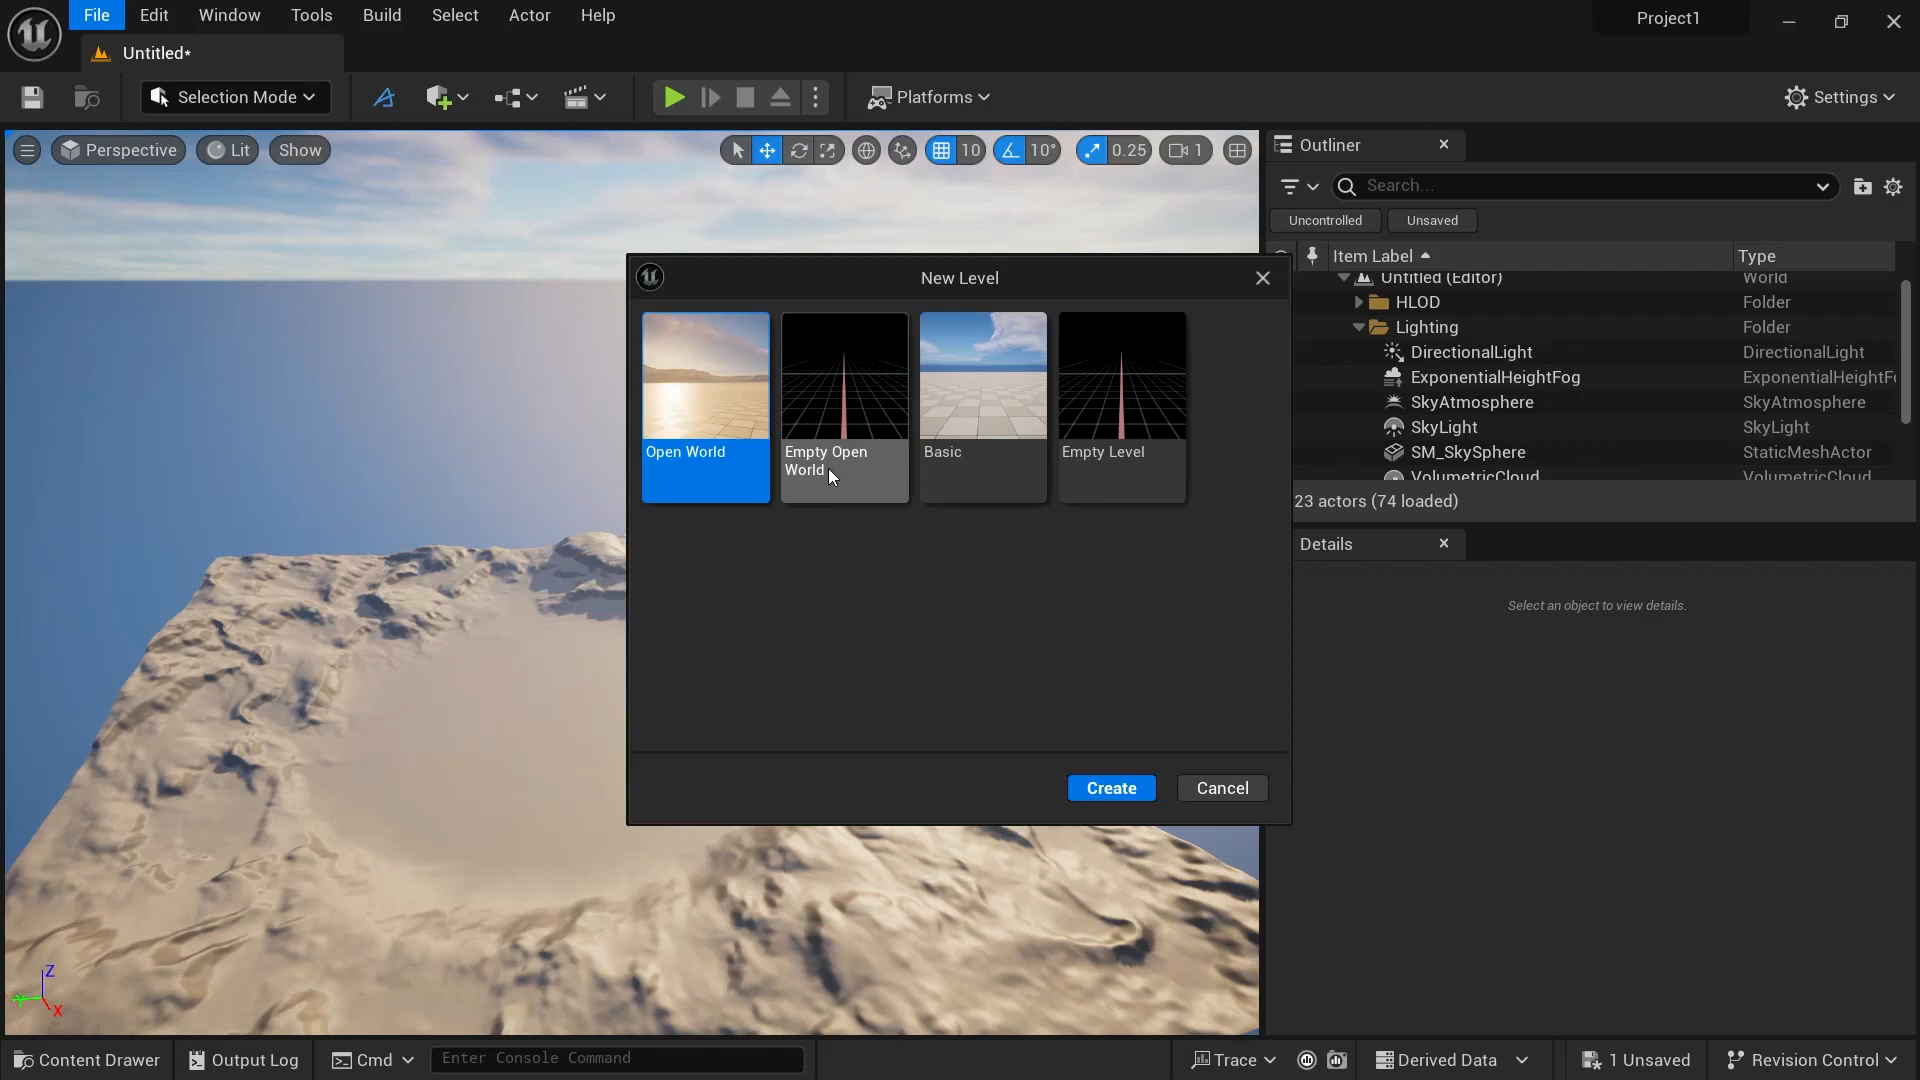 File Edit Window Tools Build Select Actor Help
Project1
Untitled*
Selection Mode
Platforms
Settings
Perspective Lit Show
10 10° 0.25 1
Outliner
Search...
Uncontrolled Unsaved
Item Label Type
Untitled (Editor) World
HLOD Folder
Lighting Folder
DirectionalLight DirectionalLight
ExponentialHeightFog ExponentialHeightF
SkyAtmosphere SkyAtmosphere
SkyLight SkyLight
SM_SkySphere StaticMeshActor
VolumetricCloud VolumetricCloud
23 actors (74 loaded)
Details
Select an object to view details.
New Level
Open World
Empty Open
World
Basic
Empty Level
Create Cancel
Z
Y
X
Content Drawer Output Log Cmd Enter Console Command Trace Derived Data 1 Unsaved Revision Control